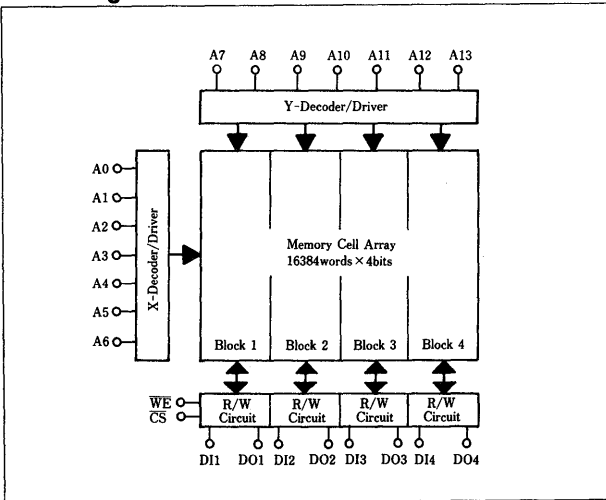 A7 A8 A9 A10 A11 A12 A13
Y-Decoder/Driver
A0
A1
A2
A3
A4
A5
A6
X-Decoder/Driver
Memory Cell Array
16384words × 4bits
Block 1 Block 2 Block 3 Block 4
WE
CS
R/W Circuit
R/W Circuit
R/W Circuit
R/W Circuit
DI1 DO1 DI2 DO2 DI3 DO3 DI4 DO4